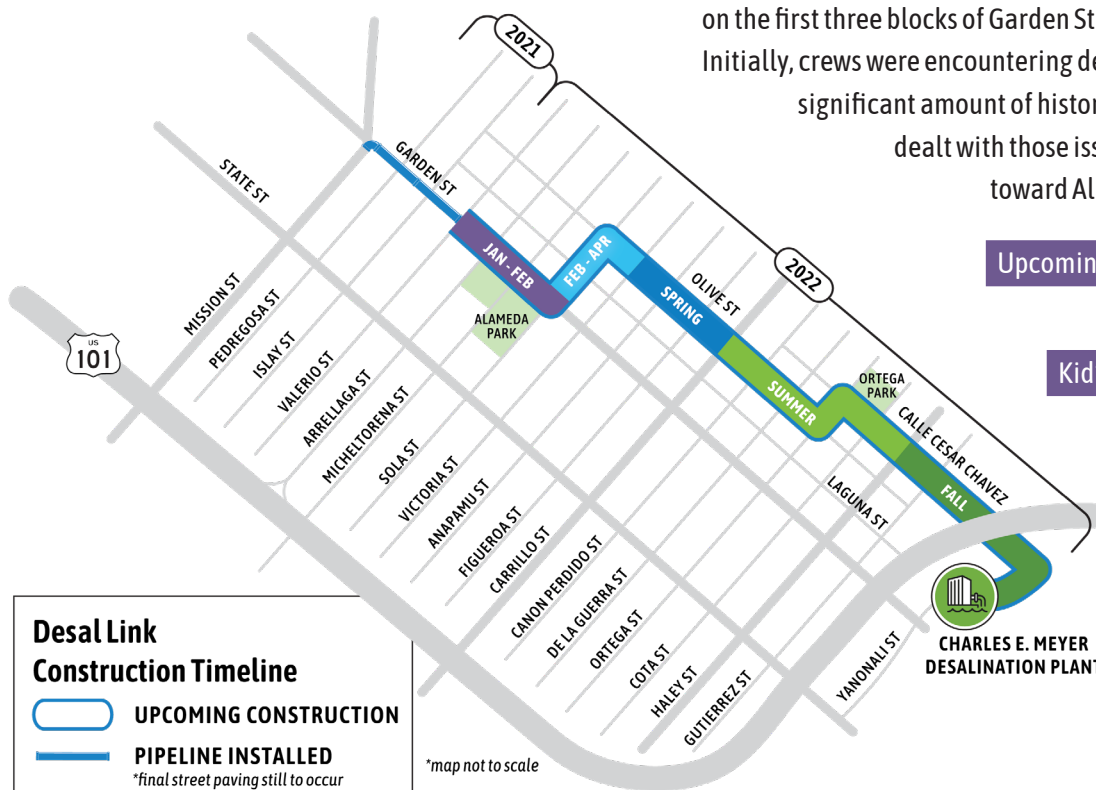 on the first three blocks of Garden St
Initially, crews were encountering de
significant amount of histor
dealt with those iss
toward Al
Upcomin
Kid
2021
2022
GARDEN ST
STATE ST
MISSION ST
PEDREGOSA ST
ISLAY ST
VALERIO ST
ARRELLAGA ST
MICHELTORENA ST
SOLA ST
VICTORIA ST
ANAPAMU ST
FIGUEROA ST
CARRILLO ST
CANON PERDIDO ST
DE LA GUERRA ST
ORTEGA ST
COTA ST
HALEY ST
GUTIERREZ ST
YANONALI ST
LAGUNA ST
OLIVE ST
CALLE CESAR CHAVEZ
JAN - FEB
FEB - APR
SPRING
SUMMER
FALL
ALAMEDA
PARK
ORTEGA
PARK
US
101
CHARLES E. MEYER
DESALINATION PLANT
Desal Link
Construction Timeline
UPCOMING CONSTRUCTION
PIPELINE INSTALLED
*final street paving still to occur
*map not to scale